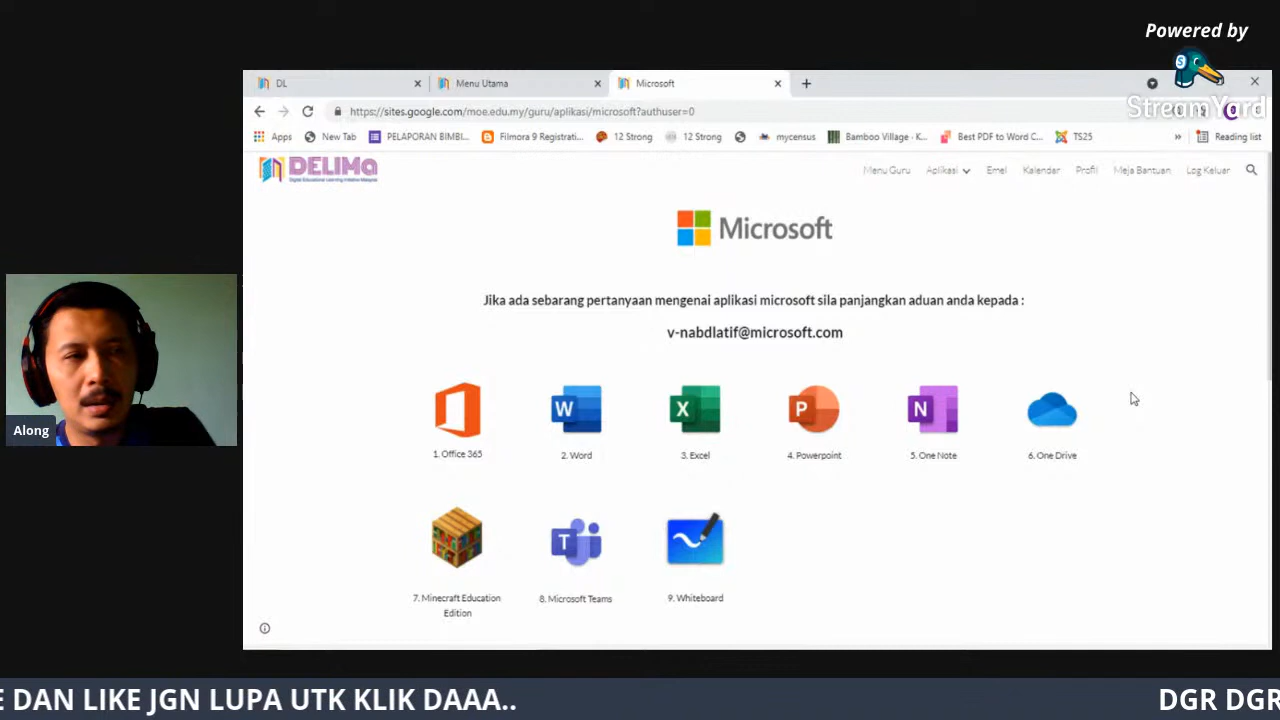 Powered by
StreamYard
DL
Menu Utama
Microsoft
https://sites.google.com/moe.edu.my/guru/aplikasi/microsoft?authuser=0
Apps
New Tab
PELAPORAN BIMBI...
Filmora 9 Registrati...
12 Strong
12 Strong
mycensus
Bamboo Village - K...
Best PDF to Word C...
TS25
Reading list
DELIMa
Digital Educational Learning Initiative Malaysia
Menu Guru
Aplikasi
Emel
Kalendar
Profil
Meja Bantuan
Log Keluar
Microsoft
Jika ada sebarang pertanyaan mengenai aplikasi microsoft sila panjangkan aduan anda kepada :
v-nabdlatif@microsoft.com
1. Office 365
2. Word
3. Excel
4. Powerpoint
5. One Note
6. One Drive
7. Minecraft Education
Edition
8. Microsoft Teams
9. Whiteboard
Along
E DAN LIKE JGN LUPA UTK KLIK DAAA.. DGR DGR